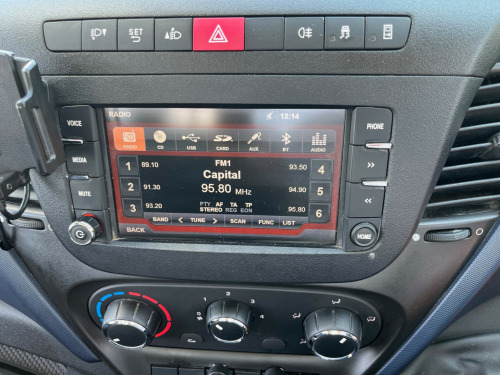 SET
RADIO 12:14
VOICE
MEDIA
MUTE
RADIO CD USB CARD AUX BT AUDIO
1 89.10 FM1 93.50 4
Capital
2 91.30 95.80 MHz 94.90 5
PTY AF TA TP
3 93.20 STEREO REG EON 95.80 6
BAND < TUNE > SCAN FUNC LIST
BACK
PHONE
>>
<<
HOME
0 1 2 3 4